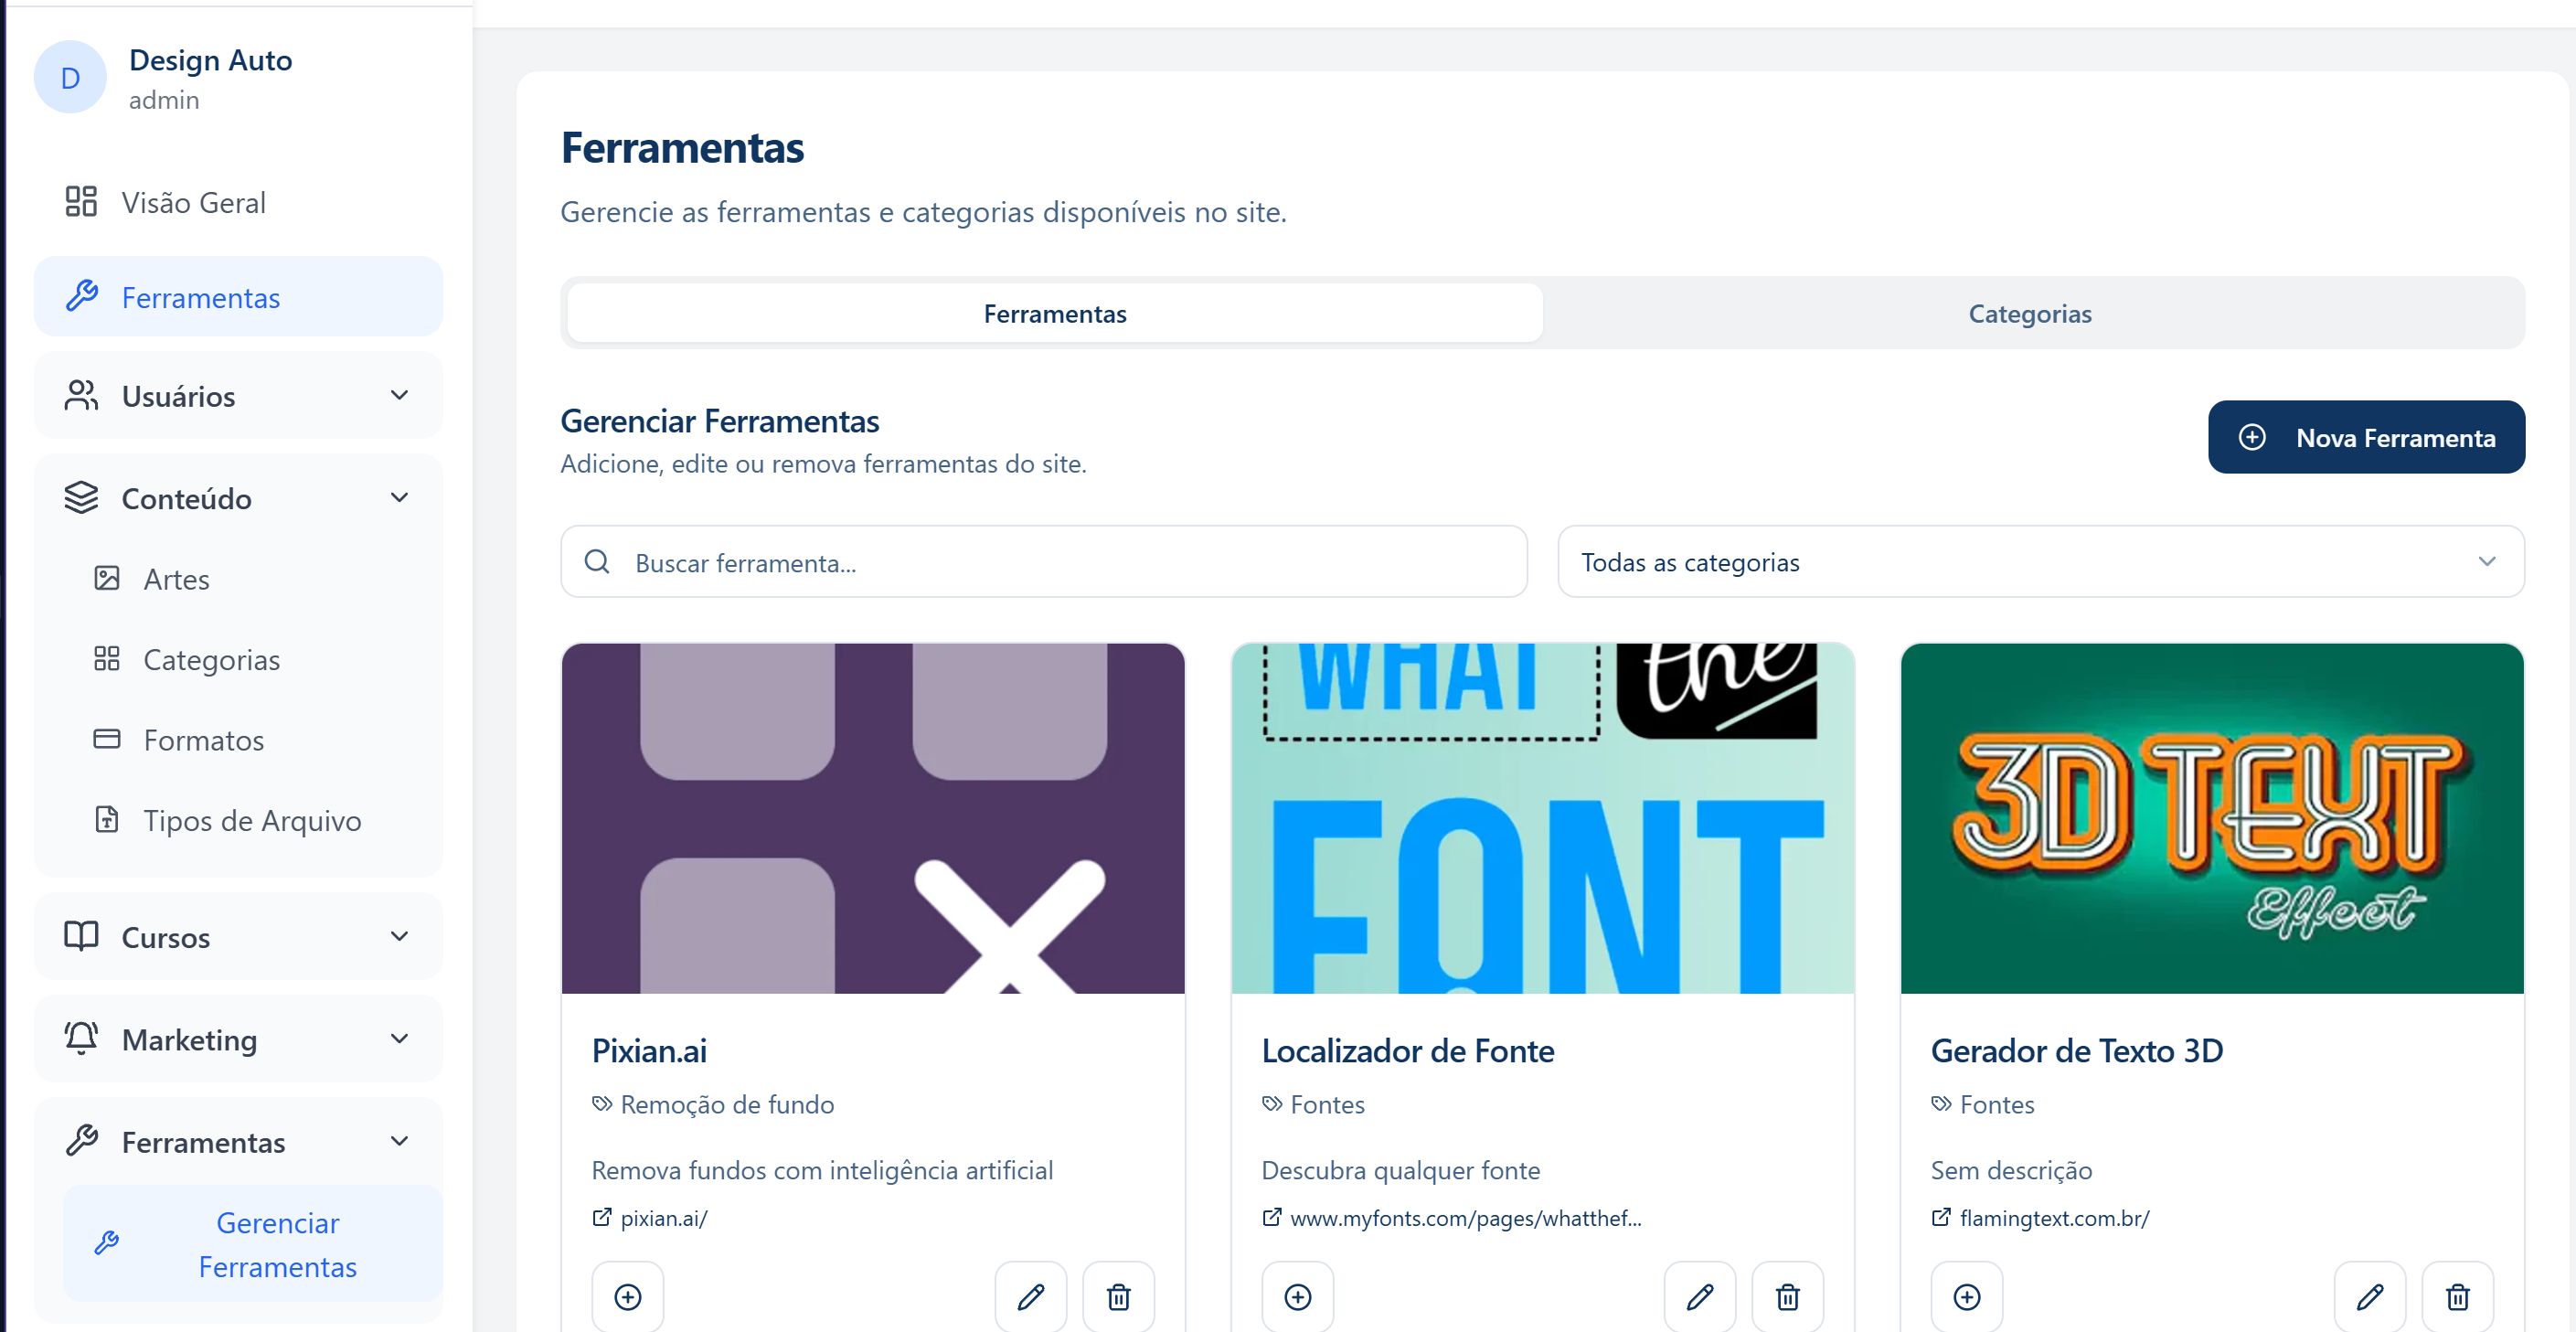 D
Design Auto
admin
Visão Geral
Ferramentas
Usuários
Conteúdo
Artes
Categorias
Formatos
Tipos de Arquivo
Cursos
Marketing
Ferramentas
Gerenciar
Ferramentas
Ferramentas
Gerencie as ferramentas e categorias disponíveis no site.
Ferramentas
Categorias
Gerenciar Ferramentas
Adicione, edite ou remova ferramentas do site.
Nova Ferramenta
Buscar ferramenta...
Todas as categorias
Pixian.ai
Remoção de fundo
Remova fundos com inteligência artificial
pixian.ai/
WHAT the
FONT
Localizador de Fonte
Fontes
Descubra qualquer fonte
www.myfonts.com/pages/whatthef...
3D TEXT
Effect
Gerador de Texto 3D
Fontes
Sem descrição
flamingtext.com.br/